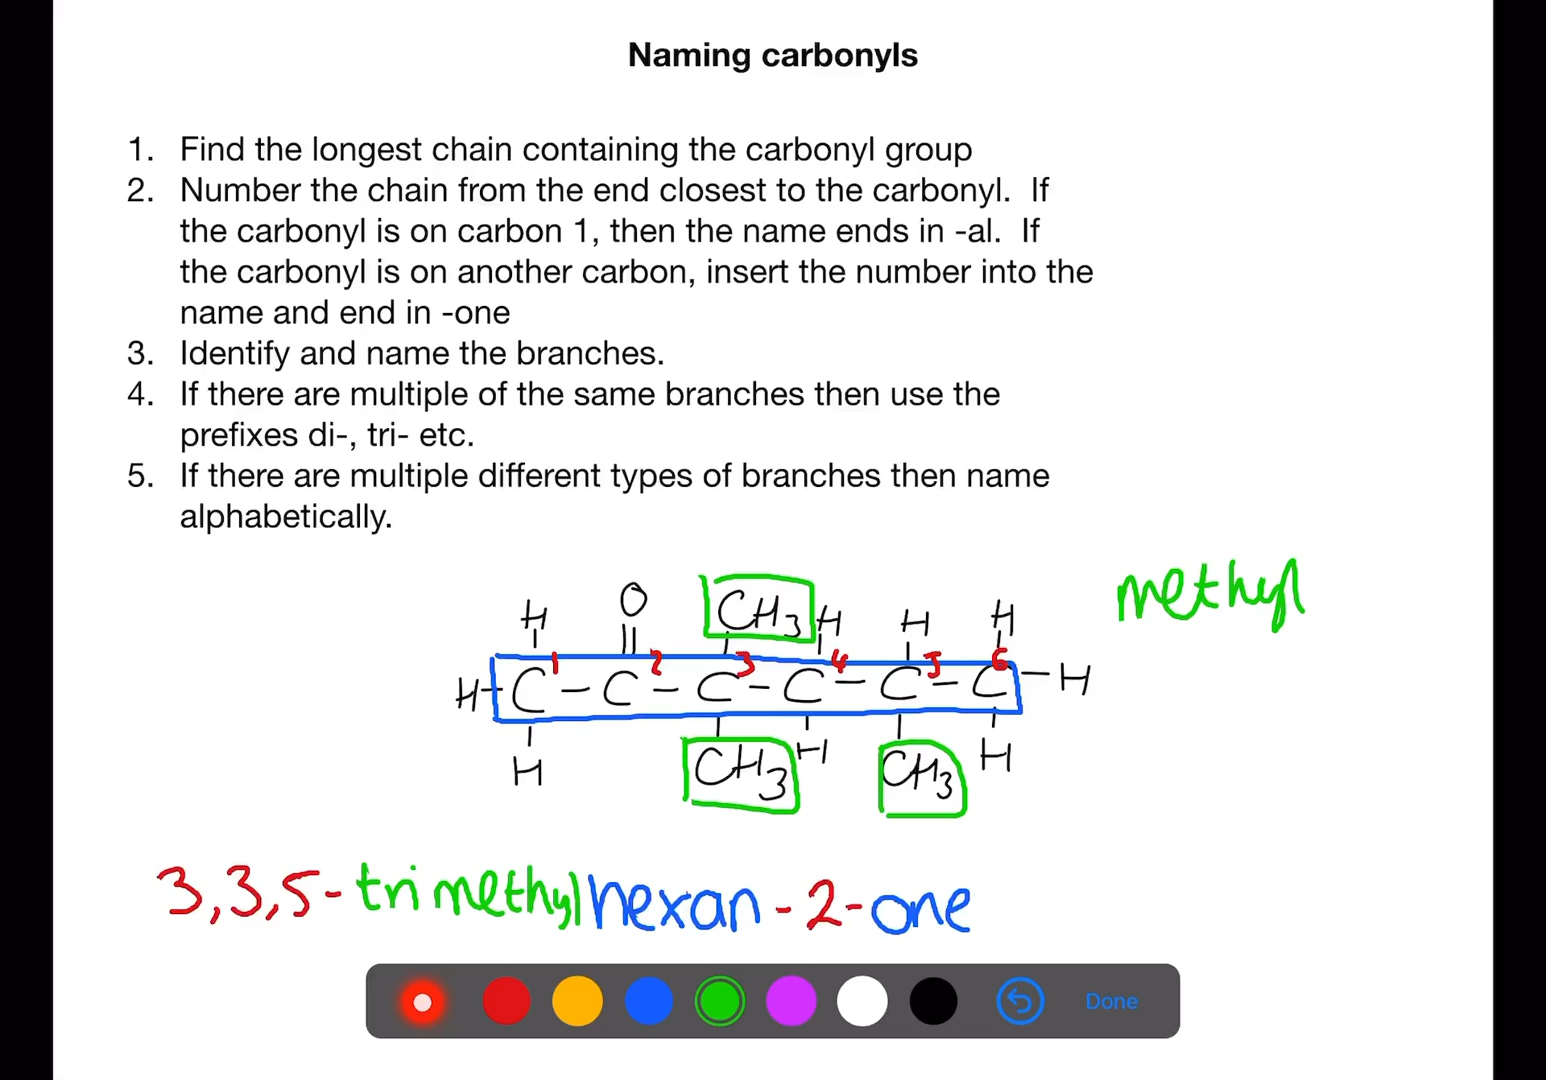 Naming carbonyls
1. Find the longest chain containing the carbonyl group
2. Number the chain from the end closest to the carbonyl. If
the carbonyl is on carbon 1, then the name ends in -al. If
the carbonyl is on another carbon, insert the number into the
name and end in -one
3. Identify and name the branches.
4. If there are multiple of the same branches then use the
prefixes di-, tri- etc.
5. If there are multiple different types of branches then name
alphabetically.
methyl
H O CH3 H H H
1 2 3 4 5 6
H-C-C-C-C-C-C-H
H CH3 H CH3 H
3,3,5-trimethylhexan-2-one
Done